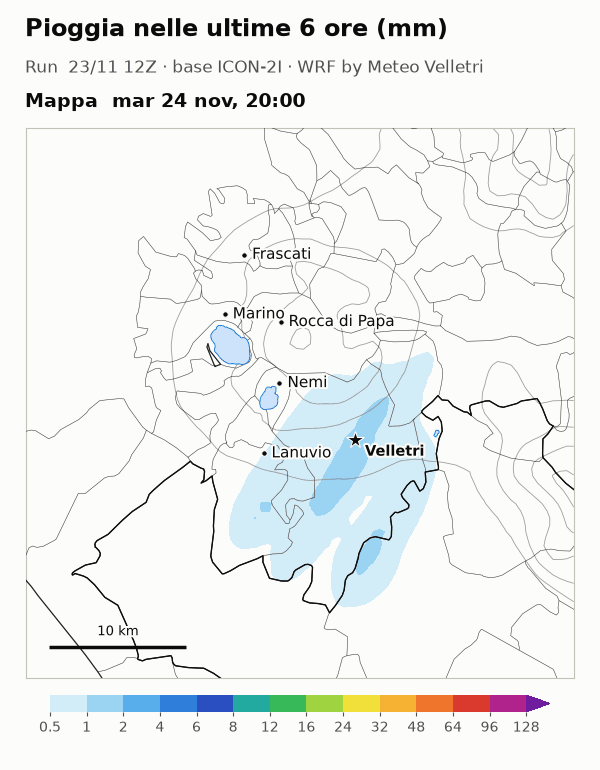 Pioggia nelle ultime 6 ore (mm)
Run  23/11 12Z · base ICON-2I · WRF by Meteo Velletri
Mappa  mar 24 nov, 20:00
Frascati
Marino
Rocca di Papa
Nemi
Velletri
Lanuvio
10 km
0.5 1 2 4 6 8 12 16 24 32 48 64 96 128